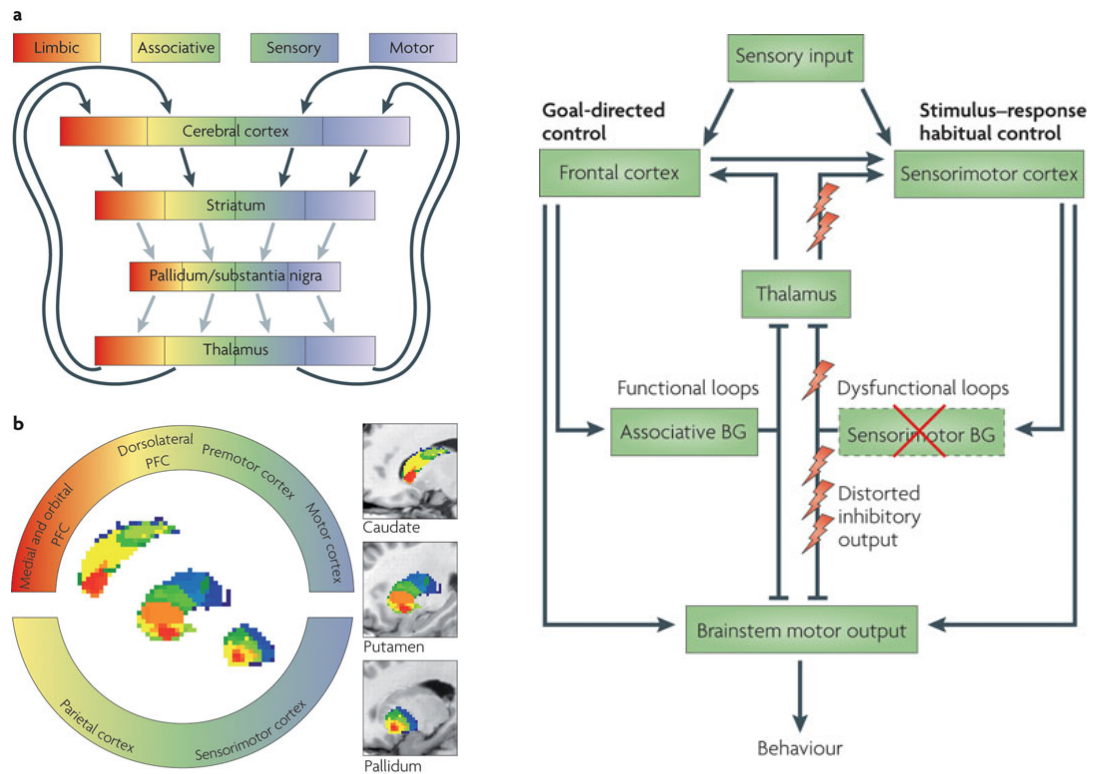 a
Limbic
Associative
Sensory
Motor
Cerebral cortex
Striatum
Pallidum/substantia nigra
Thalamus
b
Medial and orbital
PFC
Dorsolateral
PFC
Premotor cortex
Motor cortex
Parietal cortex
Sensorimotor cortex
Caudate
Putamen
Pallidum
Sensory input
Goal-directed
control
Stimulus–response
habitual control
Frontal cortex
Sensorimotor cortex
Thalamus
Functional loops
Dysfunctional loops
Associative BG
Sensorimotor BG
Distorted
inhibitory
output
Brainstem motor output
Behaviour